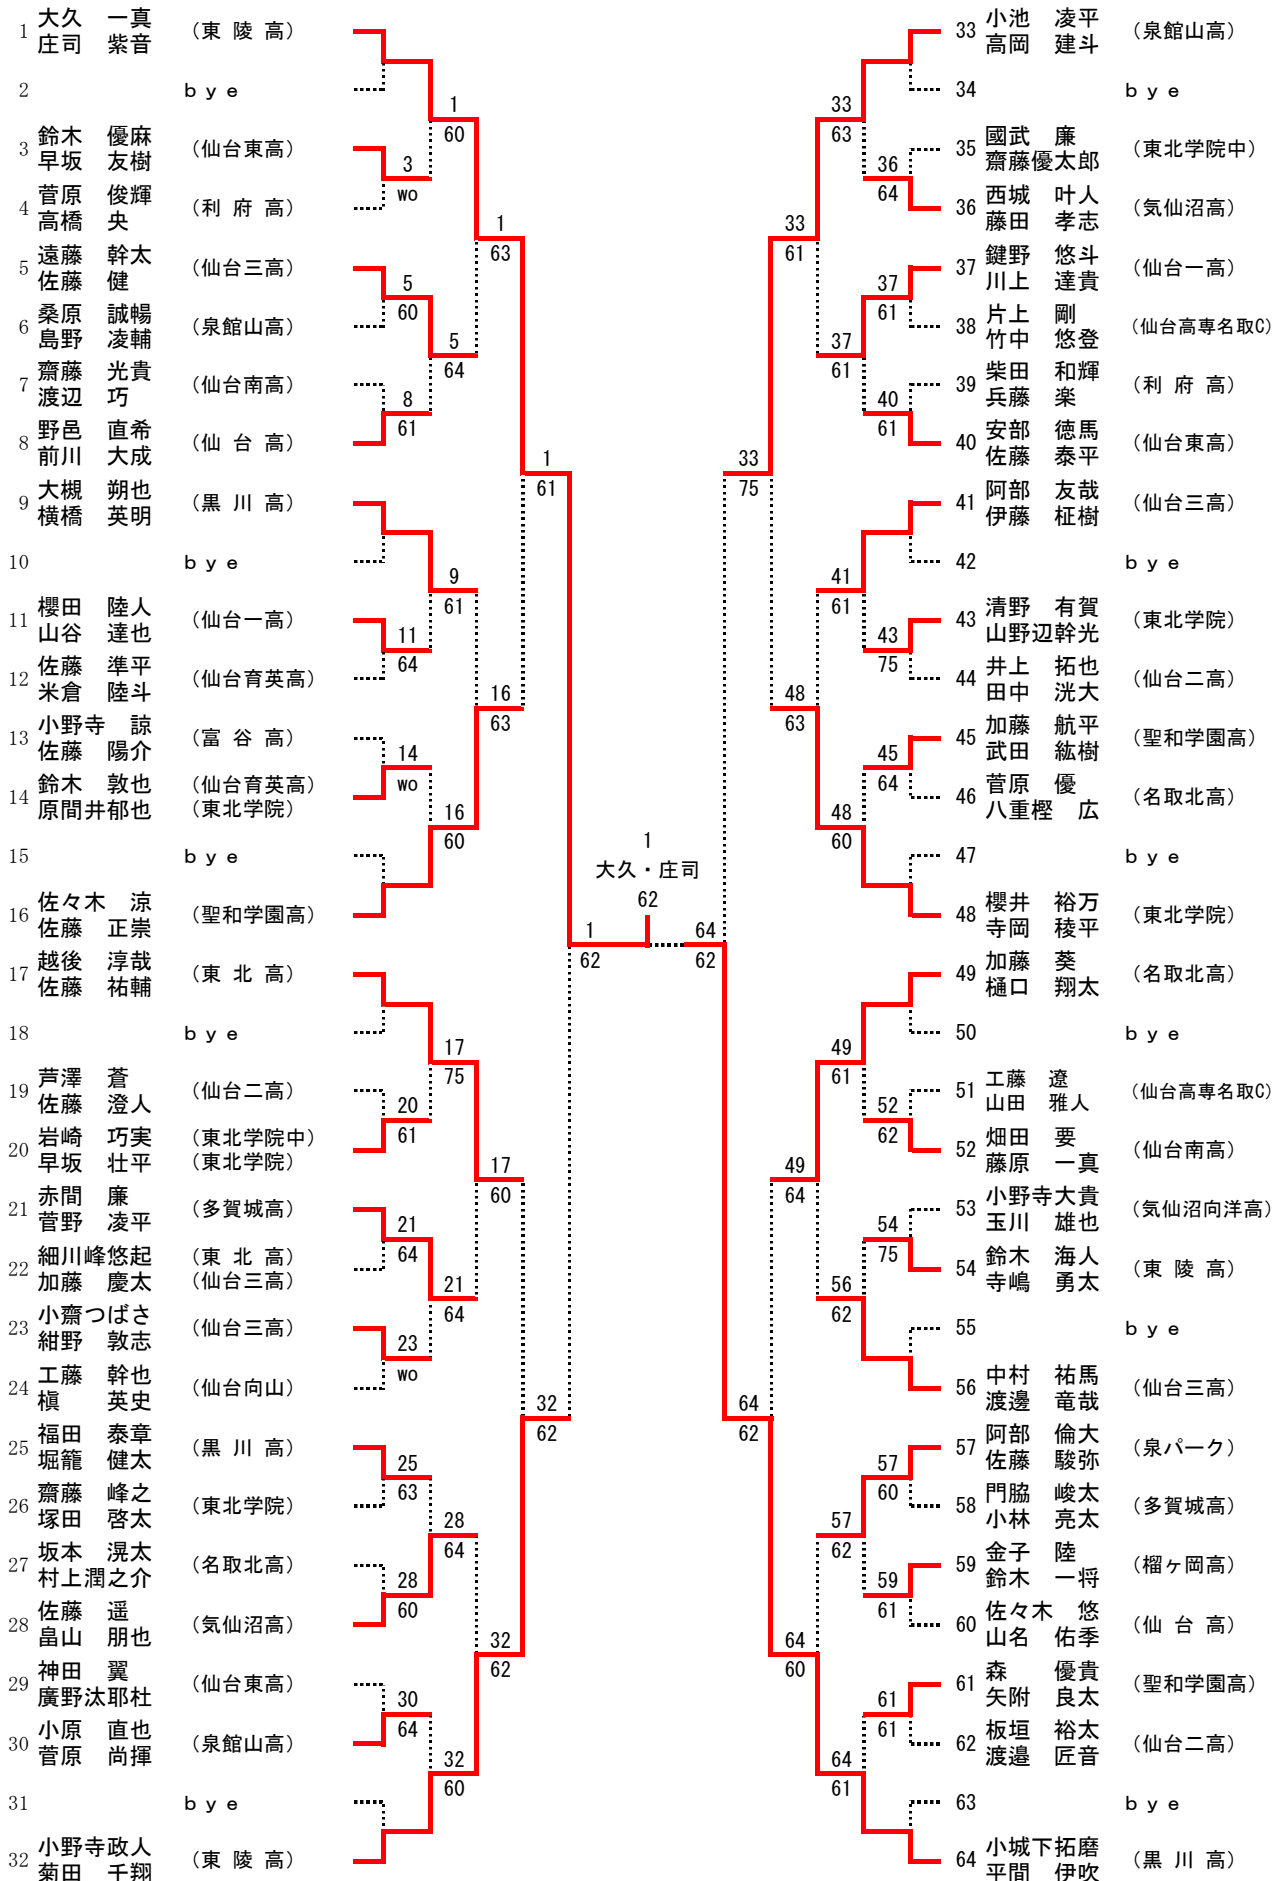 1 大久　一真 (東 陵 高)
庄司　紫音
2 ｂｙｅ
3 鈴木　優麻 (仙台東高)
早坂　友樹
4 菅原　俊輝 (利 府 高)
高橋　央
5 遠藤　幹太 (仙台三高)
佐藤　健
6 桑原　誠暢 (泉館山高)
島野　凌輔
7 齋藤　光貴 (仙台南高)
渡辺　巧
8 野邑　直希 (仙 台 高)
前川　大成
9 大槻　朔也 (黒 川 高)
横橋　英明
10 ｂｙｅ
11 櫻田　陸人 (仙台一高)
山谷　達也
12 佐藤　準平 (仙台育英高)
米倉　陸斗
13 小野寺　諒 (富 谷 高)
佐藤　陽介
14 鈴木　敦也 (仙台育英高)
原間井郁也 (東北学院)
15 ｂｙｅ
16 佐々木　涼 (聖和学園高)
佐藤　正崇
17 越後　淳哉 (東 北 高)
佐藤　祐輔
18 ｂｙｅ
19 芦澤　蒼 (仙台二高)
佐藤　澄人
20 岩崎　巧実 (東北学院中)
早坂　壮平 (東北学院)
21 赤間　廉 (多賀城高)
菅野　凌平
22 細川峰悠起 (東 北 高)
加藤　慶太 (仙台三高)
23 小齋つばさ (仙台三高)
紺野　敦志
24 工藤　幹也 (仙台向山)
槇　　英史
25 福田　泰章 (黒 川 高)
堀籠　健太
26 齋藤　峰之 (東北学院)
塚田　啓太
27 坂本　滉太 (名取北高)
村上潤之介
28 佐藤　遥 (気仙沼高)
畠山　朋也
29 神田　翼 (仙台東高)
廣野汰耶杜
30 小原　直也 (泉館山高)
菅原　尚揮
31 ｂｙｅ
32 小野寺政人 (東 陵 高)
菊田　千翔
3
wo
5
60
8
61
11
64
14
wo
20
61
21
64
23
wo
25
63
28
60
30
64
1
60
5
64
9
61
16
60
17
75
21
64
28
64
32
60
1
63
16
63
17
60
32
62
1
61
32
62
1
62
1
大久・庄司
62
64
62
33
75
64
62
33
61
48
63
49
64
64
60
33
63
37
61
41
61
48
60
49
61
56
62
57
62
64
61
36
64
37
61
40
61
43
75
45
64
52
62
54
75
57
60
59
61
61
61
33 小池　凌平 (泉館山高)
高岡　建斗
34 ｂｙｅ
35 國武　廉 (東北学院中)
齋藤優太郎
36 西城　叶人 (気仙沼高)
藤田　孝志
37 鍵野　悠斗 (仙台一高)
川上　達貴
38 片上　剛 (仙台高専名取C)
竹中　悠登
39 柴田　和輝 (利 府 高)
兵藤　楽
40 安部　徳馬 (仙台東高)
佐藤　泰平
41 阿部　友哉 (仙台三高)
伊藤　柾樹
42 ｂｙｅ
43 清野　有賀 (東北学院)
山野辺幹光
44 井上　拓也 (仙台二高)
田中　洸大
45 加藤　航平 (聖和学園高)
武田　紘樹
46 菅原　優 (名取北高)
八重樫　広
47 ｂｙｅ
48 櫻井　裕万 (東北学院)
寺岡　稜平
49 加藤　葵 (名取北高)
樋口　翔太
50 ｂｙｅ
51 工藤　遼 (仙台高専名取C)
山田　雅人
52 畑田　要 (仙台南高)
藤原　一真
53 小野寺大貴 (気仙沼向洋高)
玉川　雄也
54 鈴木　海人 (東 陵 高)
寺嶋　勇太
55 ｂｙｅ
56 中村　祐馬 (仙台三高)
渡邊　竜哉
57 阿部　倫大 (泉パーク)
佐藤　駿弥
58 門脇　峻太 (多賀城高)
小林　亮太
59 金子　陸 (榴ヶ岡高)
鈴木　一将
60 佐々木　悠 (仙 台 高)
山名　佑季
61 森　　優貴 (聖和学園高)
矢附　良太
62 板垣　裕太 (仙台二高)
渡邉　匠音
63 ｂｙｅ
64 小城下拓磨 (黒 川 高)
平間　伊吹